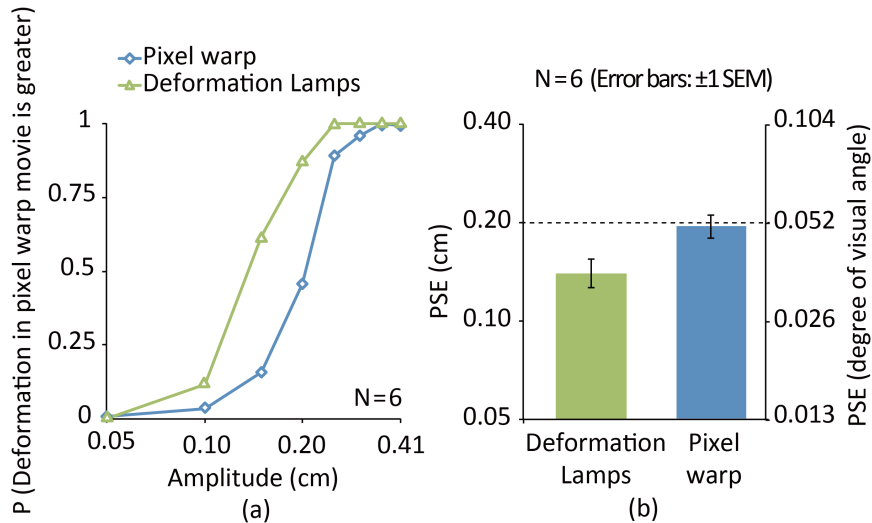 Pixel warp
Deformation Lamps
P (Deformation in pixel warp movie is greater)
1
0.75
0.5
0.25
0
0.05
0.10
0.20
0.41
N = 6
Amplitude (cm)
(a)
N = 6 (Error bars: ±1 SEM)
PSE (cm)
0.40
0.20
0.10
0.05
0.104
0.052
0.026
0.013
PSE (degree of visual angle)
Deformation
Lamps
Pixel
warp
(b)